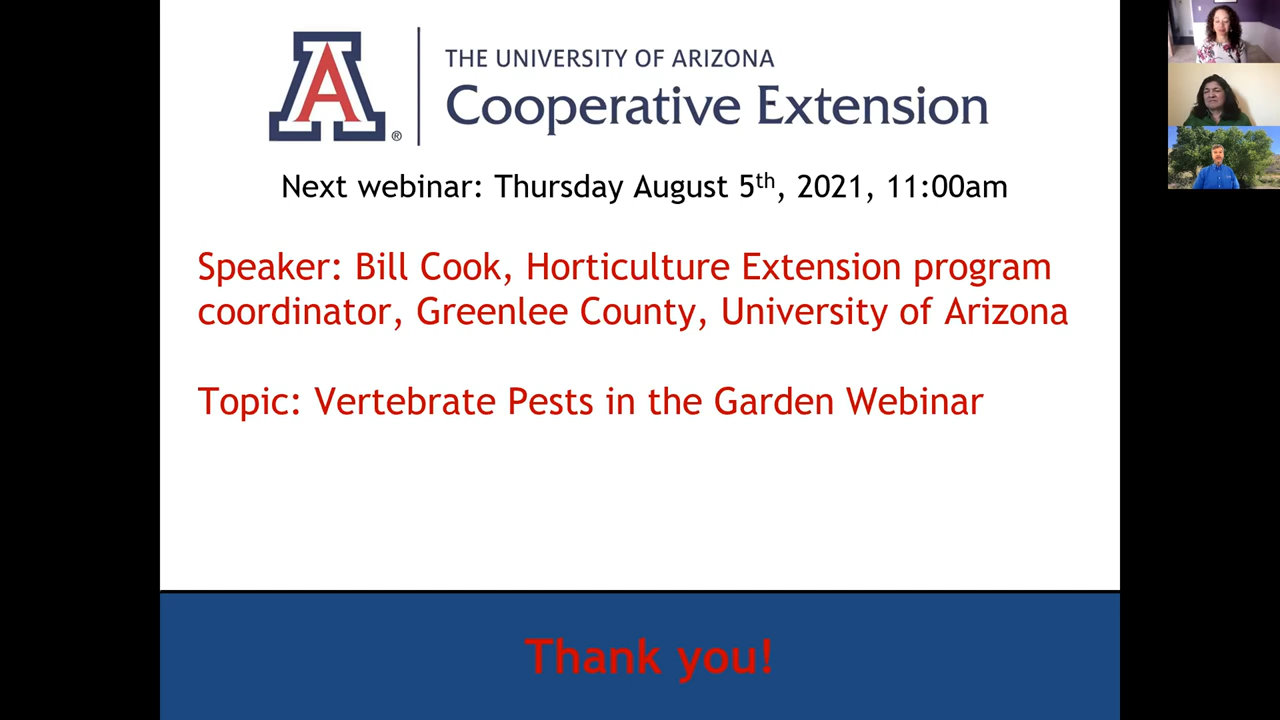 A®
THE UNIVERSITY OF ARIZONA
Cooperative Extension
Next webinar: Thursday August 5th, 2021, 11:00am
Speaker: Bill Cook, Horticulture Extension program
coordinator, Greenlee County, University of Arizona
Topic: Vertebrate Pests in the Garden Webinar
Thank you!